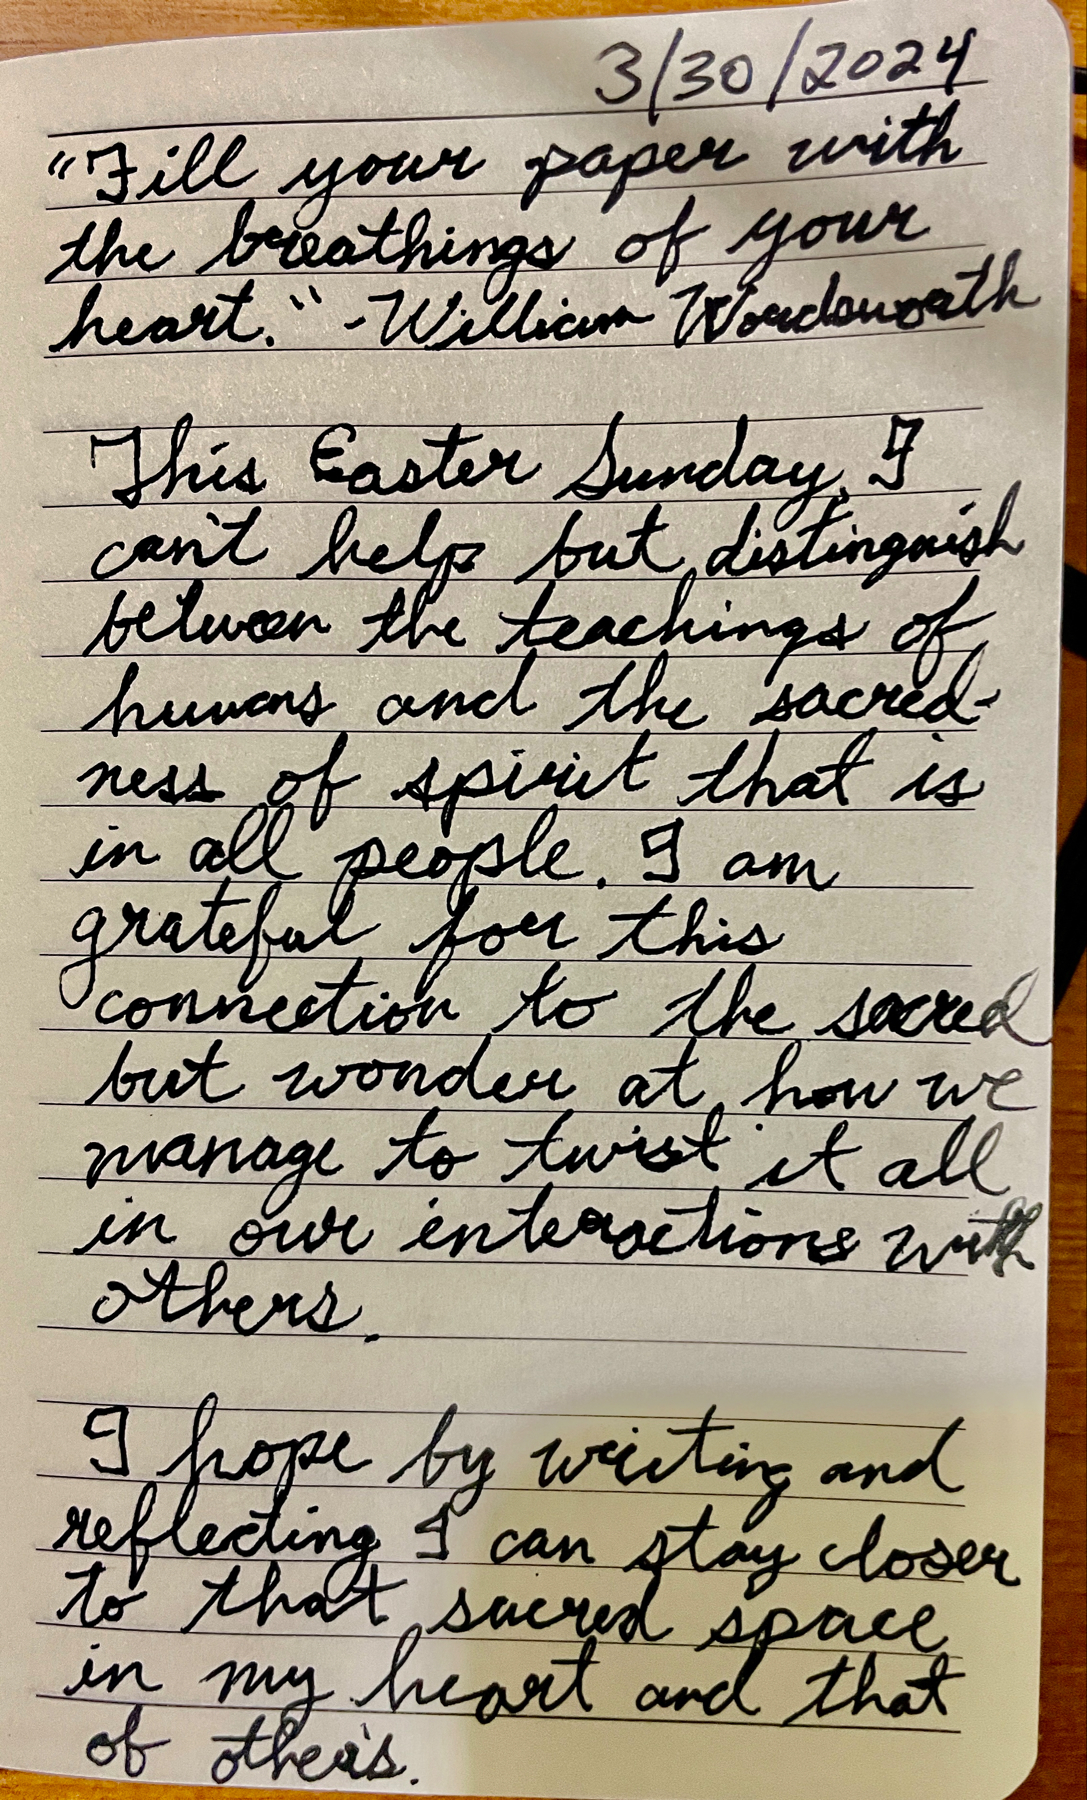 3/30/2024
"Fill your paper with
the breathings of your
heart." -William Wordsworth
This Easter Sunday, I
can't help but distinguish
between the teachings of
humans and the sacred-
ness of spirit that is
in all people. I am
grateful for this
connection to the sacred
but wonder at how we
manage to twist it all
in our interactions with
others.
I hope by writing and
reflecting I can stay closer
to that sacred space
in my heart and that
of others.